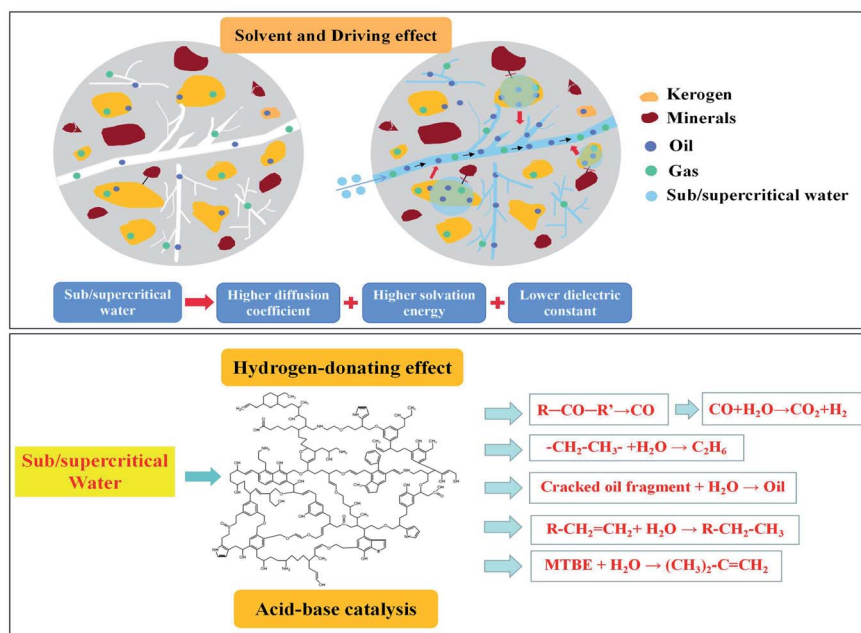 Solvent and Driving effect
Kerogen
Minerals
Oil
Gas
Sub/supercritical water
Sub/supercritical
water
Higher diffusion
coefficient
Higher solvation
energy
Lower dielectric
constant
Hydrogen-donating effect
Sub/supercritical
Water
R—CO—R’→CO
CO+H₂O→CO₂+H₂
-CH₂-CH₃- +H₂O → C₂H₆
Cracked oil fragment + H₂O → Oil
R-CH₂=CH₂+ H₂O → R-CH₂-CH₃
MTBE + H₂O → (CH₃)₂-C=CH₂
Acid-base catalysis